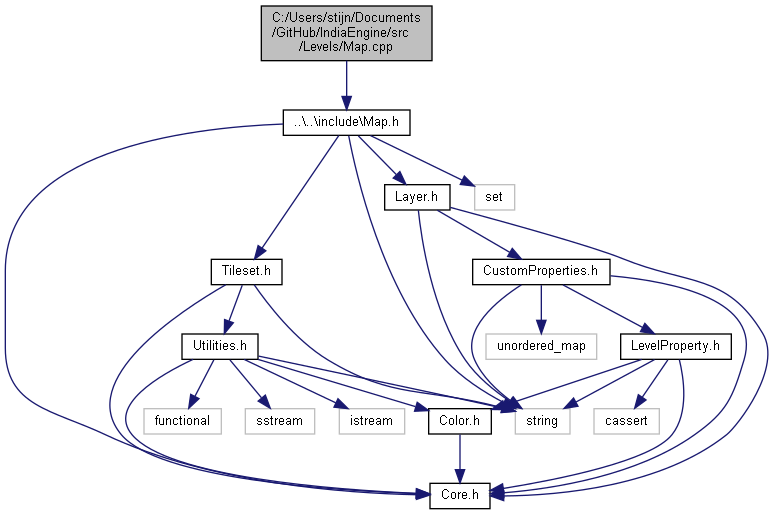 C:/Users/stijn/Documents
/GitHub/IndiaEngine/src
/Levels/Map.cpp
..\..\include\Map.h
Layer.h
set
Tileset.h
CustomProperties.h
Utilities.h
unordered_map
LevelProperty.h
functional
sstream
istream
Color.h
string
cassert
Core.h